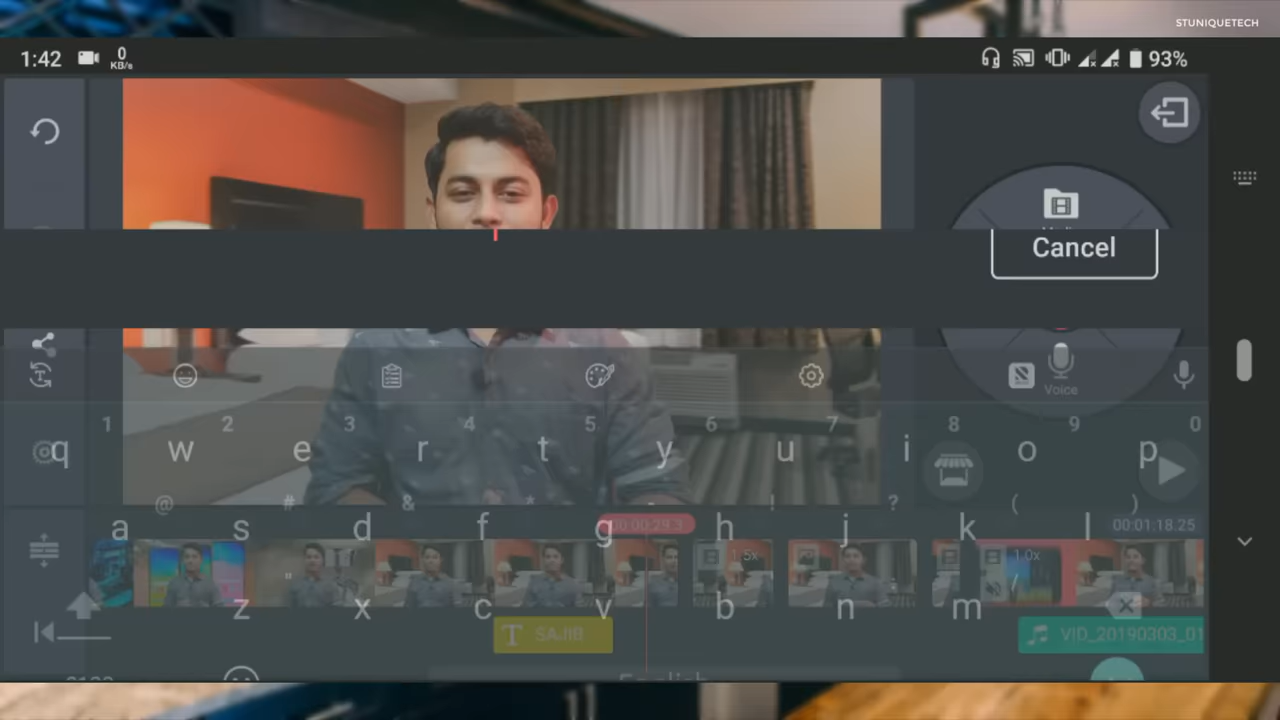 STUNIQUETECH
1:42 0 KB/s 93%
Cancel
Voice
1 2 3 4 5 6 7 8 9 0
q w e r t y u i o p
@ # & * - ! ? ( )
a s d f g h j k l
00:00:29.3 00:01:18.25
1.5x 1.0x
" : /
z x c v b n m
T SAJIB VID_20190303_01
English